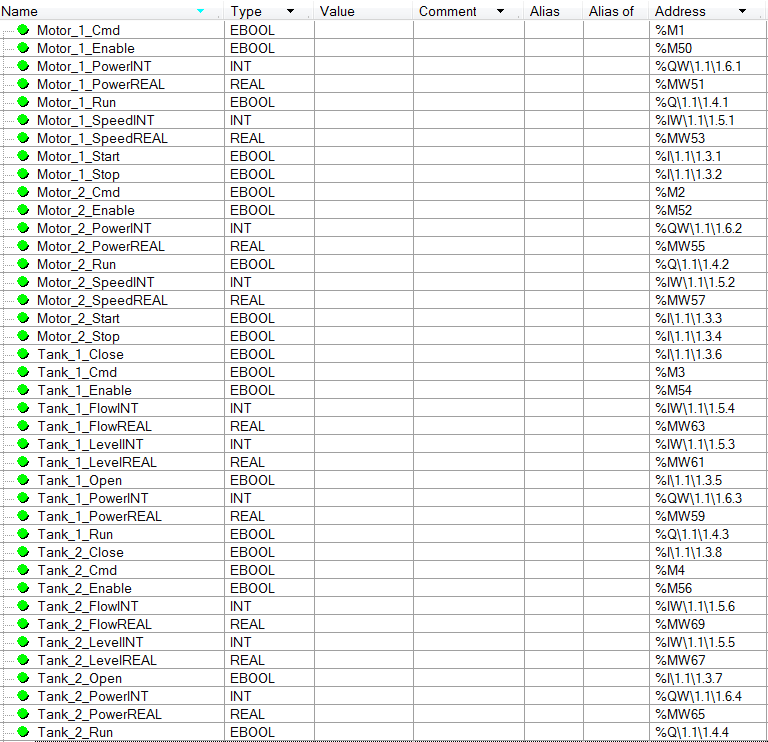 Name Type Value Comment Alias Alias of Address
Motor_1_Cmd EBOOL %M1
Motor_1_Enable EBOOL %M50
Motor_1_PowerINT INT %QW\1.1\1.6.1
Motor_1_PowerREAL REAL %MW51
Motor_1_Run EBOOL %Q\1.1\1.4.1
Motor_1_SpeedINT INT %IW\1.1\1.5.1
Motor_1_SpeedREAL REAL %MW53
Motor_1_Start EBOOL %I\1.1\1.3.1
Motor_1_Stop EBOOL %I\1.1\1.3.2
Motor_2_Cmd EBOOL %M2
Motor_2_Enable EBOOL %M52
Motor_2_PowerINT INT %QW\1.1\1.6.2
Motor_2_PowerREAL REAL %MW55
Motor_2_Run EBOOL %Q\1.1\1.4.2
Motor_2_SpeedINT INT %IW\1.1\1.5.2
Motor_2_SpeedREAL REAL %MW57
Motor_2_Start EBOOL %I\1.1\1.3.3
Motor_2_Stop EBOOL %I\1.1\1.3.4
Tank_1_Close EBOOL %I\1.1\1.3.6
Tank_1_Cmd EBOOL %M3
Tank_1_Enable EBOOL %M54
Tank_1_FlowINT INT %IW\1.1\1.5.4
Tank_1_FlowREAL REAL %MW63
Tank_1_LevelINT INT %IW\1.1\1.5.3
Tank_1_LevelREAL REAL %MW61
Tank_1_Open EBOOL %I\1.1\1.3.5
Tank_1_PowerINT INT %QW\1.1\1.6.3
Tank_1_PowerREAL REAL %MW59
Tank_1_Run EBOOL %Q\1.1\1.4.3
Tank_2_Close EBOOL %I\1.1\1.3.8
Tank_2_Cmd EBOOL %M4
Tank_2_Enable EBOOL %M56
Tank_2_FlowINT INT %IW\1.1\1.5.6
Tank_2_FlowREAL REAL %MW69
Tank_2_LevelINT INT %IW\1.1\1.5.5
Tank_2_LevelREAL REAL %MW67
Tank_2_Open EBOOL %I\1.1\1.3.7
Tank_2_PowerINT INT %QW\1.1\1.6.4
Tank_2_PowerREAL REAL %MW65
Tank_2_Run EBOOL %Q\1.1\1.4.4